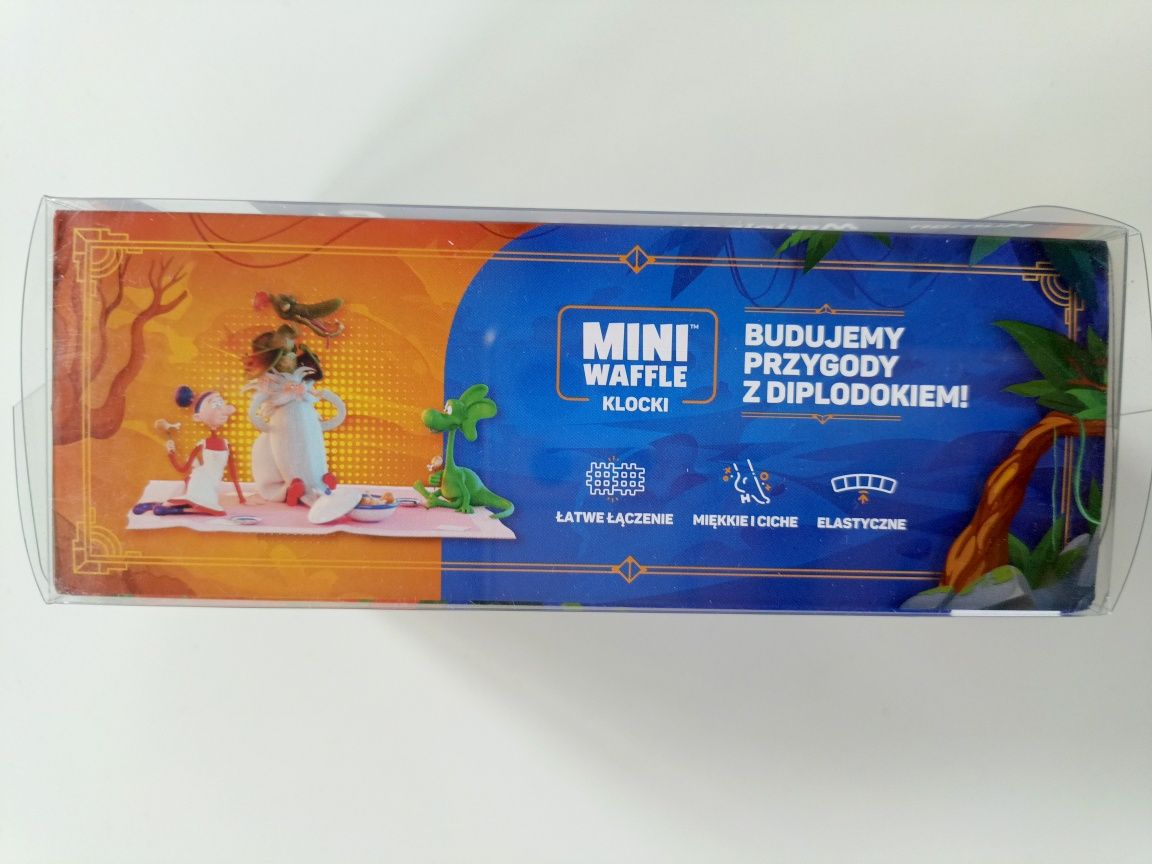 MINI™
WAFFLE
KLOCKI
BUDUJEMY
PRZYGODY
Z DIPLODOKIEM!
ŁATWE ŁĄCZENIE
MIĘKKIE I CICHE
ELASTYCZNE